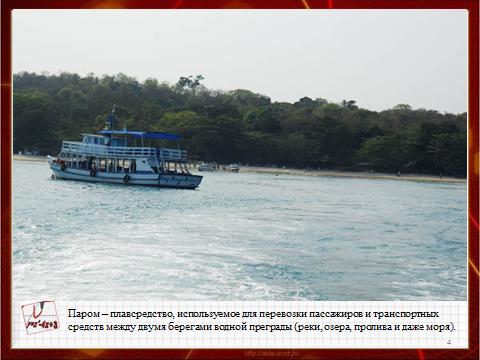 Паром – плавсредство, используемое для перевозки пассажиров и транспортных
средств между двумя берегами водной преграды (реки, озера, пролива и даже моря).
4
http://aida.ucoz.ru